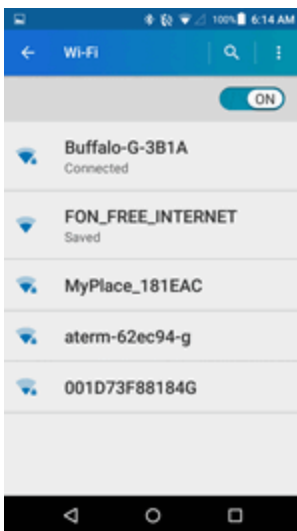 100% 6:14 AM
Wi-Fi
ON
Buffalo-G-3B1A
Connected
FON_FREE_INTERNET
Saved
MyPlace_181EAC
aterm-62ec94-g
001D73F88184G